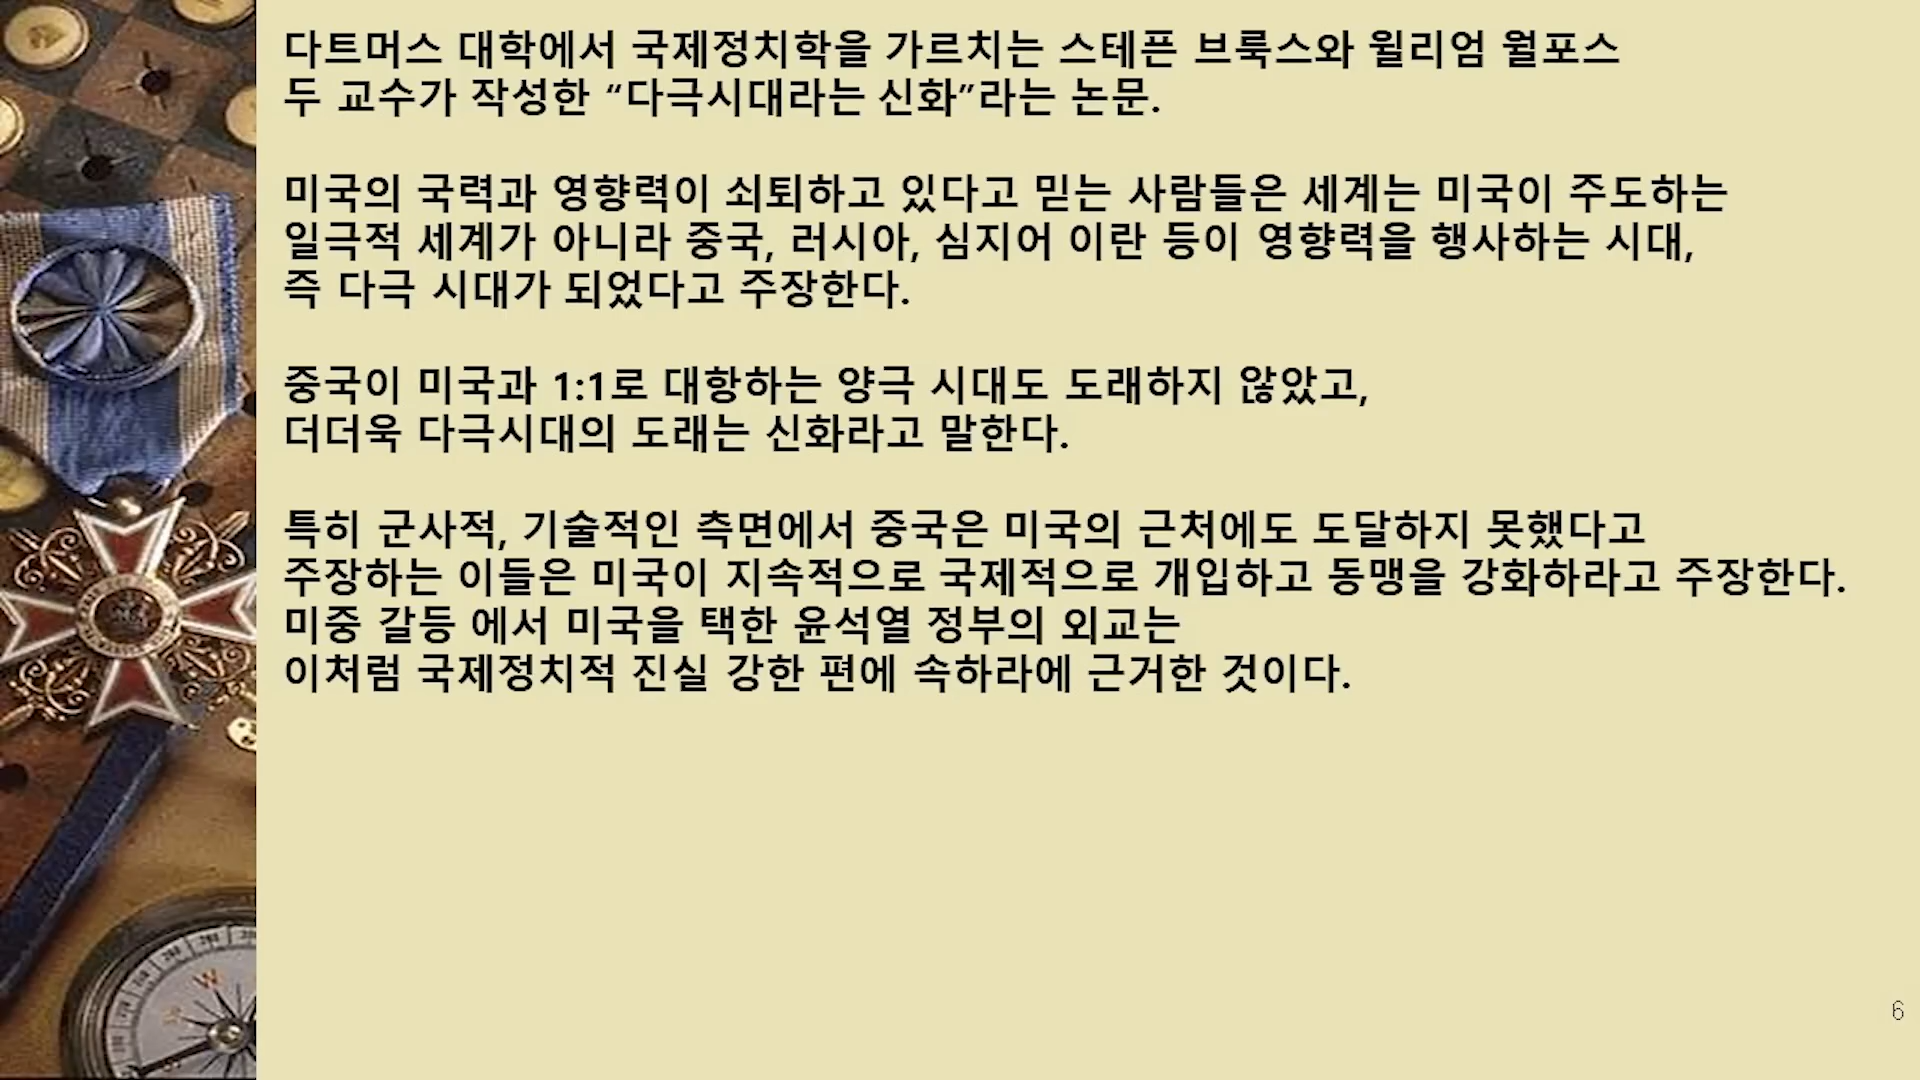 다트머스 대학에서 국제정치학을 가르치는 스테픈 브룩스와 윌리엄 월포스
두 교수가 작성한 “다극시대라는 신화”라는 논문.
미국의 국력과 영향력이 쇠퇴하고 있다고 믿는 사람들은 세계는 미국이 주도하는
일극적 세계가 아니라 중국, 러시아, 심지어 이란 등이 영향력을 행사하는 시대,
즉 다극 시대가 되었다고 주장한다.
중국이 미국과 1:1로 대항하는 양극 시대도 도래하지 않았고,
더더욱 다극시대의 도래는 신화라고 말한다.
특히 군사적, 기술적인 측면에서 중국은 미국의 근처에도 도달하지 못했다고
주장하는 이들은 미국이 지속적으로 국제적으로 개입하고 동맹을 강화하라고 주장한다.
미중 갈등 에서 미국을 택한 윤석열 정부의 외교는
이처럼 국제정치적 진실 강한 편에 속하라에 근거한 것이다.
W
6